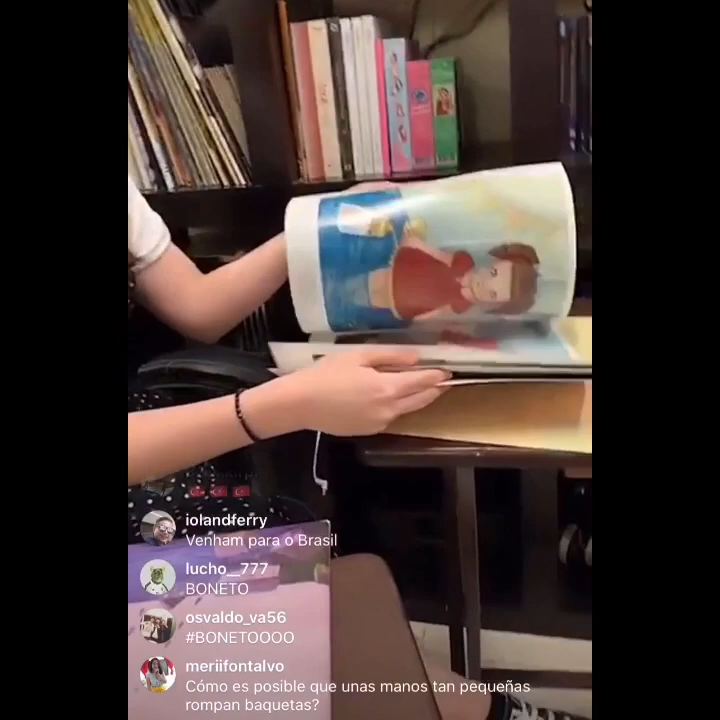 iolandferry
Venham para o Brasil
lucho__777
BONETO
osvaldo_va56
#BONETOOOO
meriifontalvo
Cómo es posible que unas manos tan pequeñas
rompan baquetas?